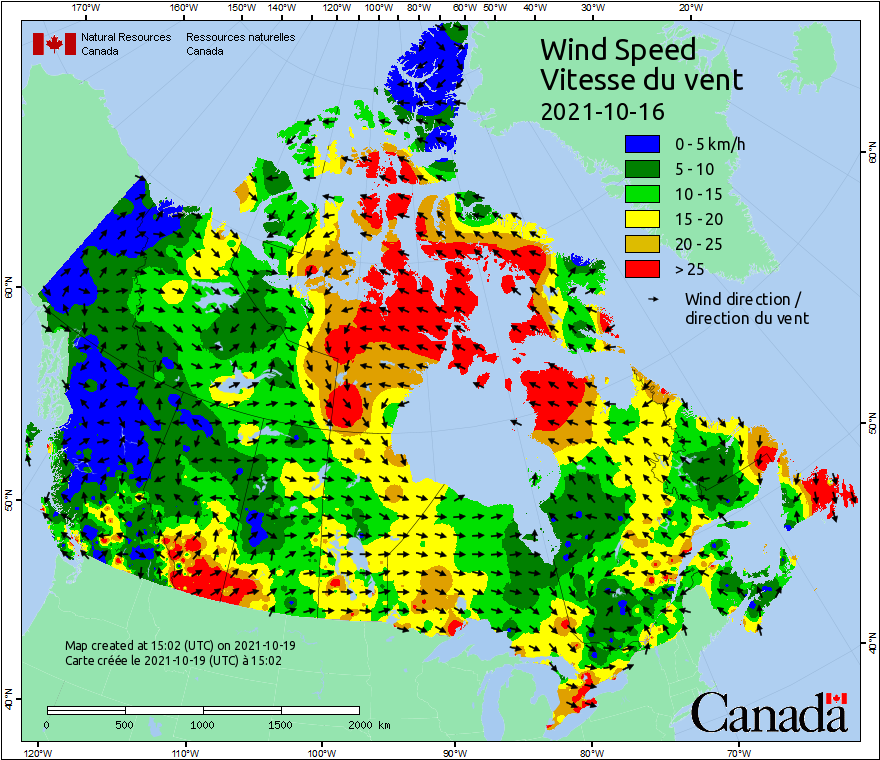 170°W 160°W 150°W 140°W 130°W 120°W 110°W 100°W 90°W 80°W 70°W 60°W 50°W 40°W 30°W 20°W
Natural Resources Ressources naturelles
Canada Canada
Wind Speed
Vitesse du vent
2021-10-16
0 - 5 km/h
5 - 10
10 - 15
15 - 20
20 - 25
> 25
Wind direction /
direction du vent
60°N 60°N
50°N
50°N
40°N
40°N
Map created at 15:02 (UTC) on 2021-10-19
Carte créée le 2021-10-19 (UTC) à 15:02
0 500 1000 1500 2000 km
Canada
120°W 110°W 100°W 90°W 80°W 70°W